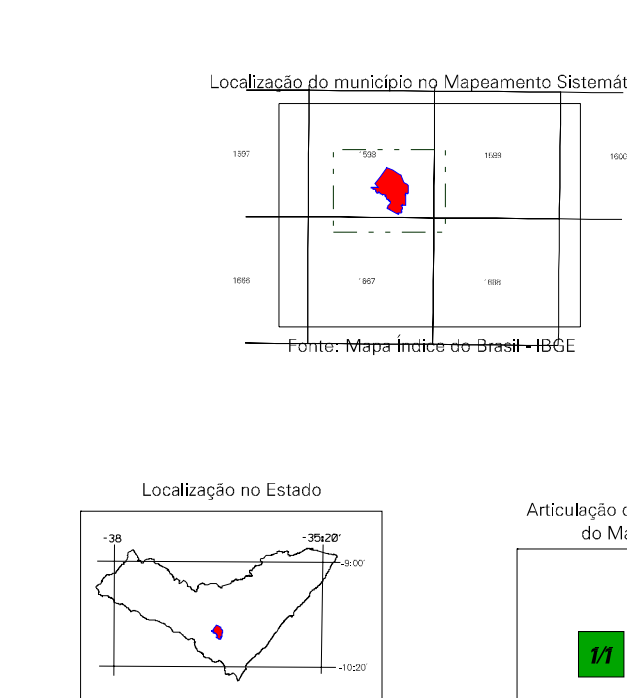 Localização do município no Mapeamento Sistemát
1597 1598 1599 1600
1666 1667 1668
Fonte: Mapa Índice do Brasil - IBGE
Localização no Estado
Articulação
do Ma
-38 -35:20'
-9:00'
1/1
-10:20'